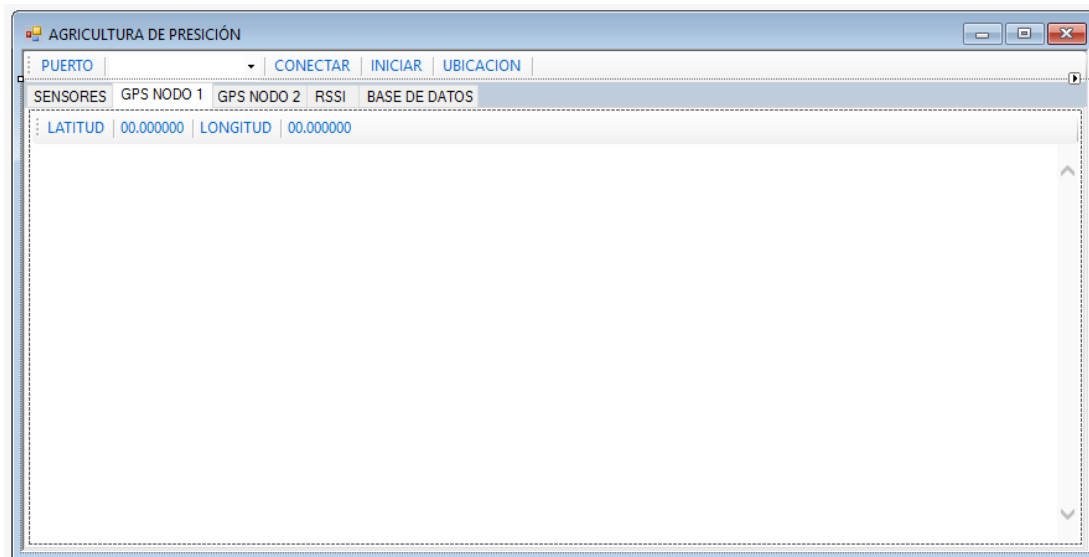 AGRICULTURA DE PRESICIÓN
PUERTO CONECTAR INICIAR UBICACION
SENSORES GPS NODO 1 GPS NODO 2 RSSI BASE DE DATOS
LATITUD 00.000000 LONGITUD 00.000000